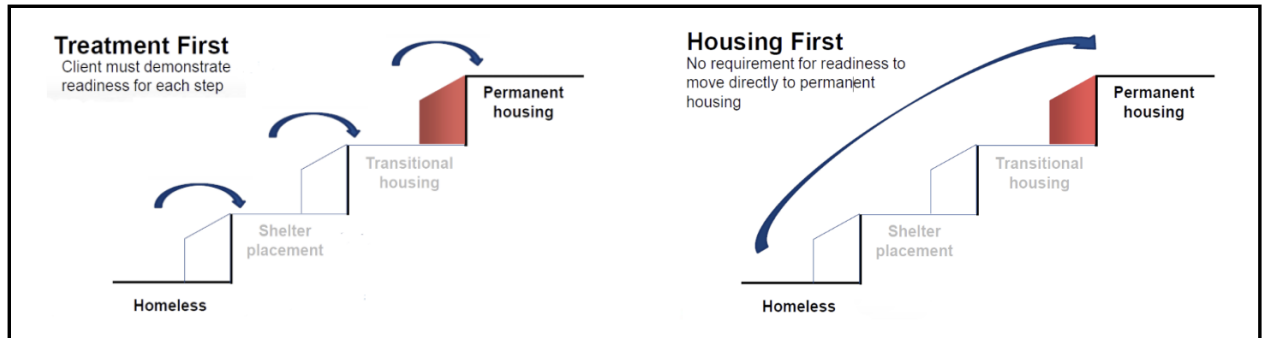 Treatment First
Client must demonstrate
readiness for each step
Permanent
housing
Transitional
housing
Shelter
placement
Homeless
Housing First
No requirement for readiness to
move directly to permanient
housing
Permanent
housing
Transitional
housing
Shelter
placement
Homeless